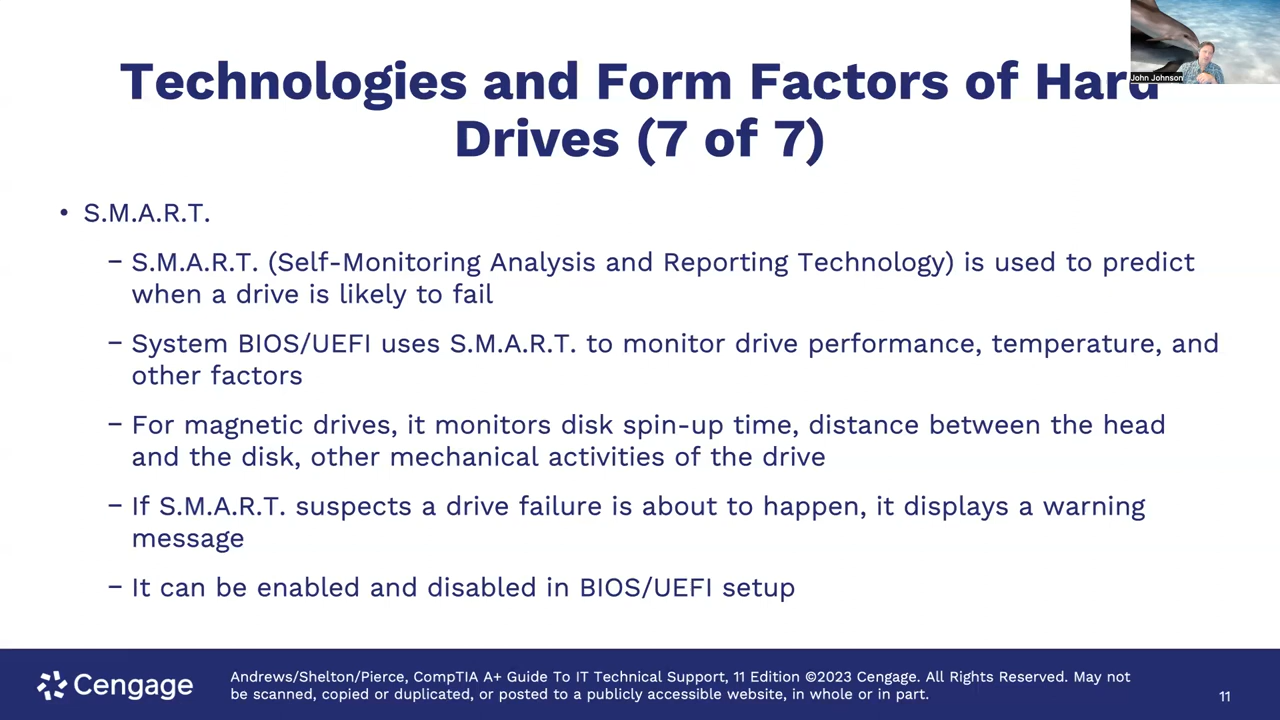 Technologies and Form Factors of Hard
Drives (7 of 7)
John Johnson
• S.M.A.R.T.
– S.M.A.R.T. (Self-Monitoring Analysis and Reporting Technology) is used to predict
when a drive is likely to fail
– System BIOS/UEFI uses S.M.A.R.T. to monitor drive performance, temperature, and
other factors
– For magnetic drives, it monitors disk spin-up time, distance between the head
and the disk, other mechanical activities of the drive
– If S.M.A.R.T. suspects a drive failure is about to happen, it displays a warning
message
– It can be enabled and disabled in BIOS/UEFI setup
Cengage
Andrews/Shelton/Pierce, CompTIA A+ Guide To IT Technical Support, 11 Edition ©2023 Cengage. All Rights Reserved. May not
be scanned, copied or duplicated, or posted to a publicly accessible website, in whole or in part.
11